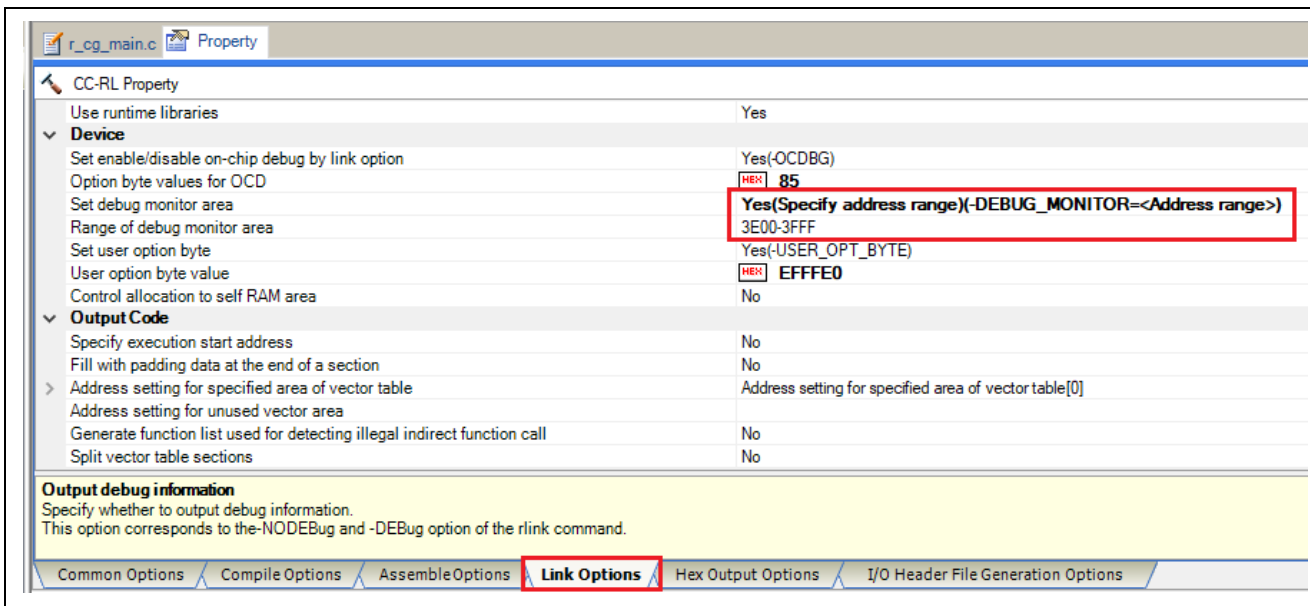 r_cg_main.c Property
CC-RL Property
Use runtime libraries Yes
Device
Set enable/disable on-chip debug by link option Yes(-OCDBG)
Option byte values for OCD HEX 85
Set debug monitor area Yes(Specify address range)(-DEBUG_MONITOR=<Address range>)
Range of debug monitor area 3E00-3FFF
Set user option byte Yes(-USER_OPT_BYTE)
User option byte value HEX EFFFE0
Control allocation to self RAM area No
Output Code
Specify execution start address No
Fill with padding data at the end of a section No
Address setting for specified area of vector table Address setting for specified area of vector table[0]
Address setting for unused vector area
Generate function list used for detecting illegal indirect function call No
Split vector table sections No
Output debug information
Specify whether to output debug information.
This option corresponds to the-NODEBug and -DEBug option of the rlink command.
Common Options Compile Options Assemble Options Link Options Hex Output Options I/O Header File Generation Options